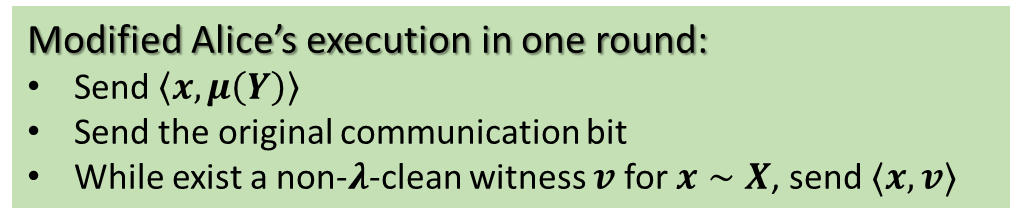 Modified Alice's execution in one round:
• Send ⟨x, μ(Y)⟩
• Send the original communication bit
• While exist a non-λ-clean witness v for x ~ X, send ⟨x, v⟩